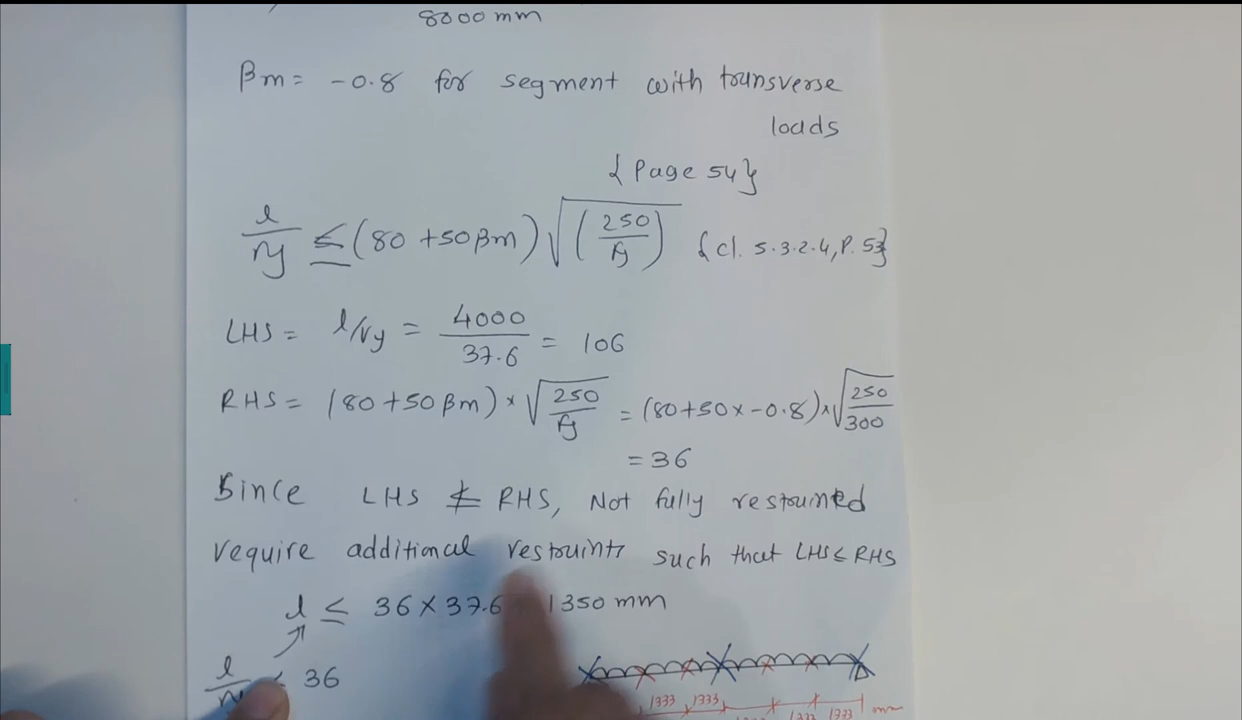 8000 mm
βm = -0.8 for segment with transverse
loads
{Page 54}
l/ry ≤ (80 + 50βm) √(250/fy) {cl. 5.3.2.4, P. 53}
LHS = l/ry = 4000/37.6 = 106
RHS = (80 + 50 βm) × √250/fy = (80 + 50 x - 0.8) × √250/300
= 36
Since LHS ≰ RHS, Not fully restrained
require additional restraints such that LHS ≤ RHS
l ≤ 36 × 37.6 1350 mm
l/ry 36
1333 1333 1333 mm